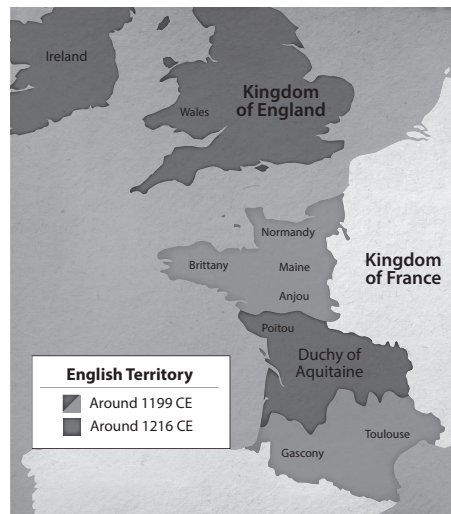 Ireland
Kingdom
of England
Wales
Normandy
Brittany
Maine
Anjou
Kingdom
of France
Poitou
Duchy of
Aquitaine
Toulouse
Gascony
English Territory
Around 1199 CE
Around 1216 CE